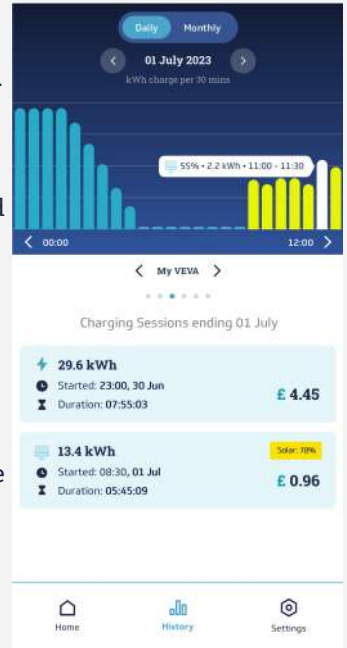 Daily Monthly
01 July 2023
kWh charge per 30 mins
55% • 2.2 kWh • 11:00 - 11:30
00:00 12:00
My VEVA
Charging Sessions ending 01 July
29.6 kWh
Started: 23:00, 30 Jun
£ 4.45
Duration: 07:55:03
13.4 kWh
Solar: 78%
Started: 08:30, 01 Jul
£ 0.96
Duration: 05:45:09
Home History Settings